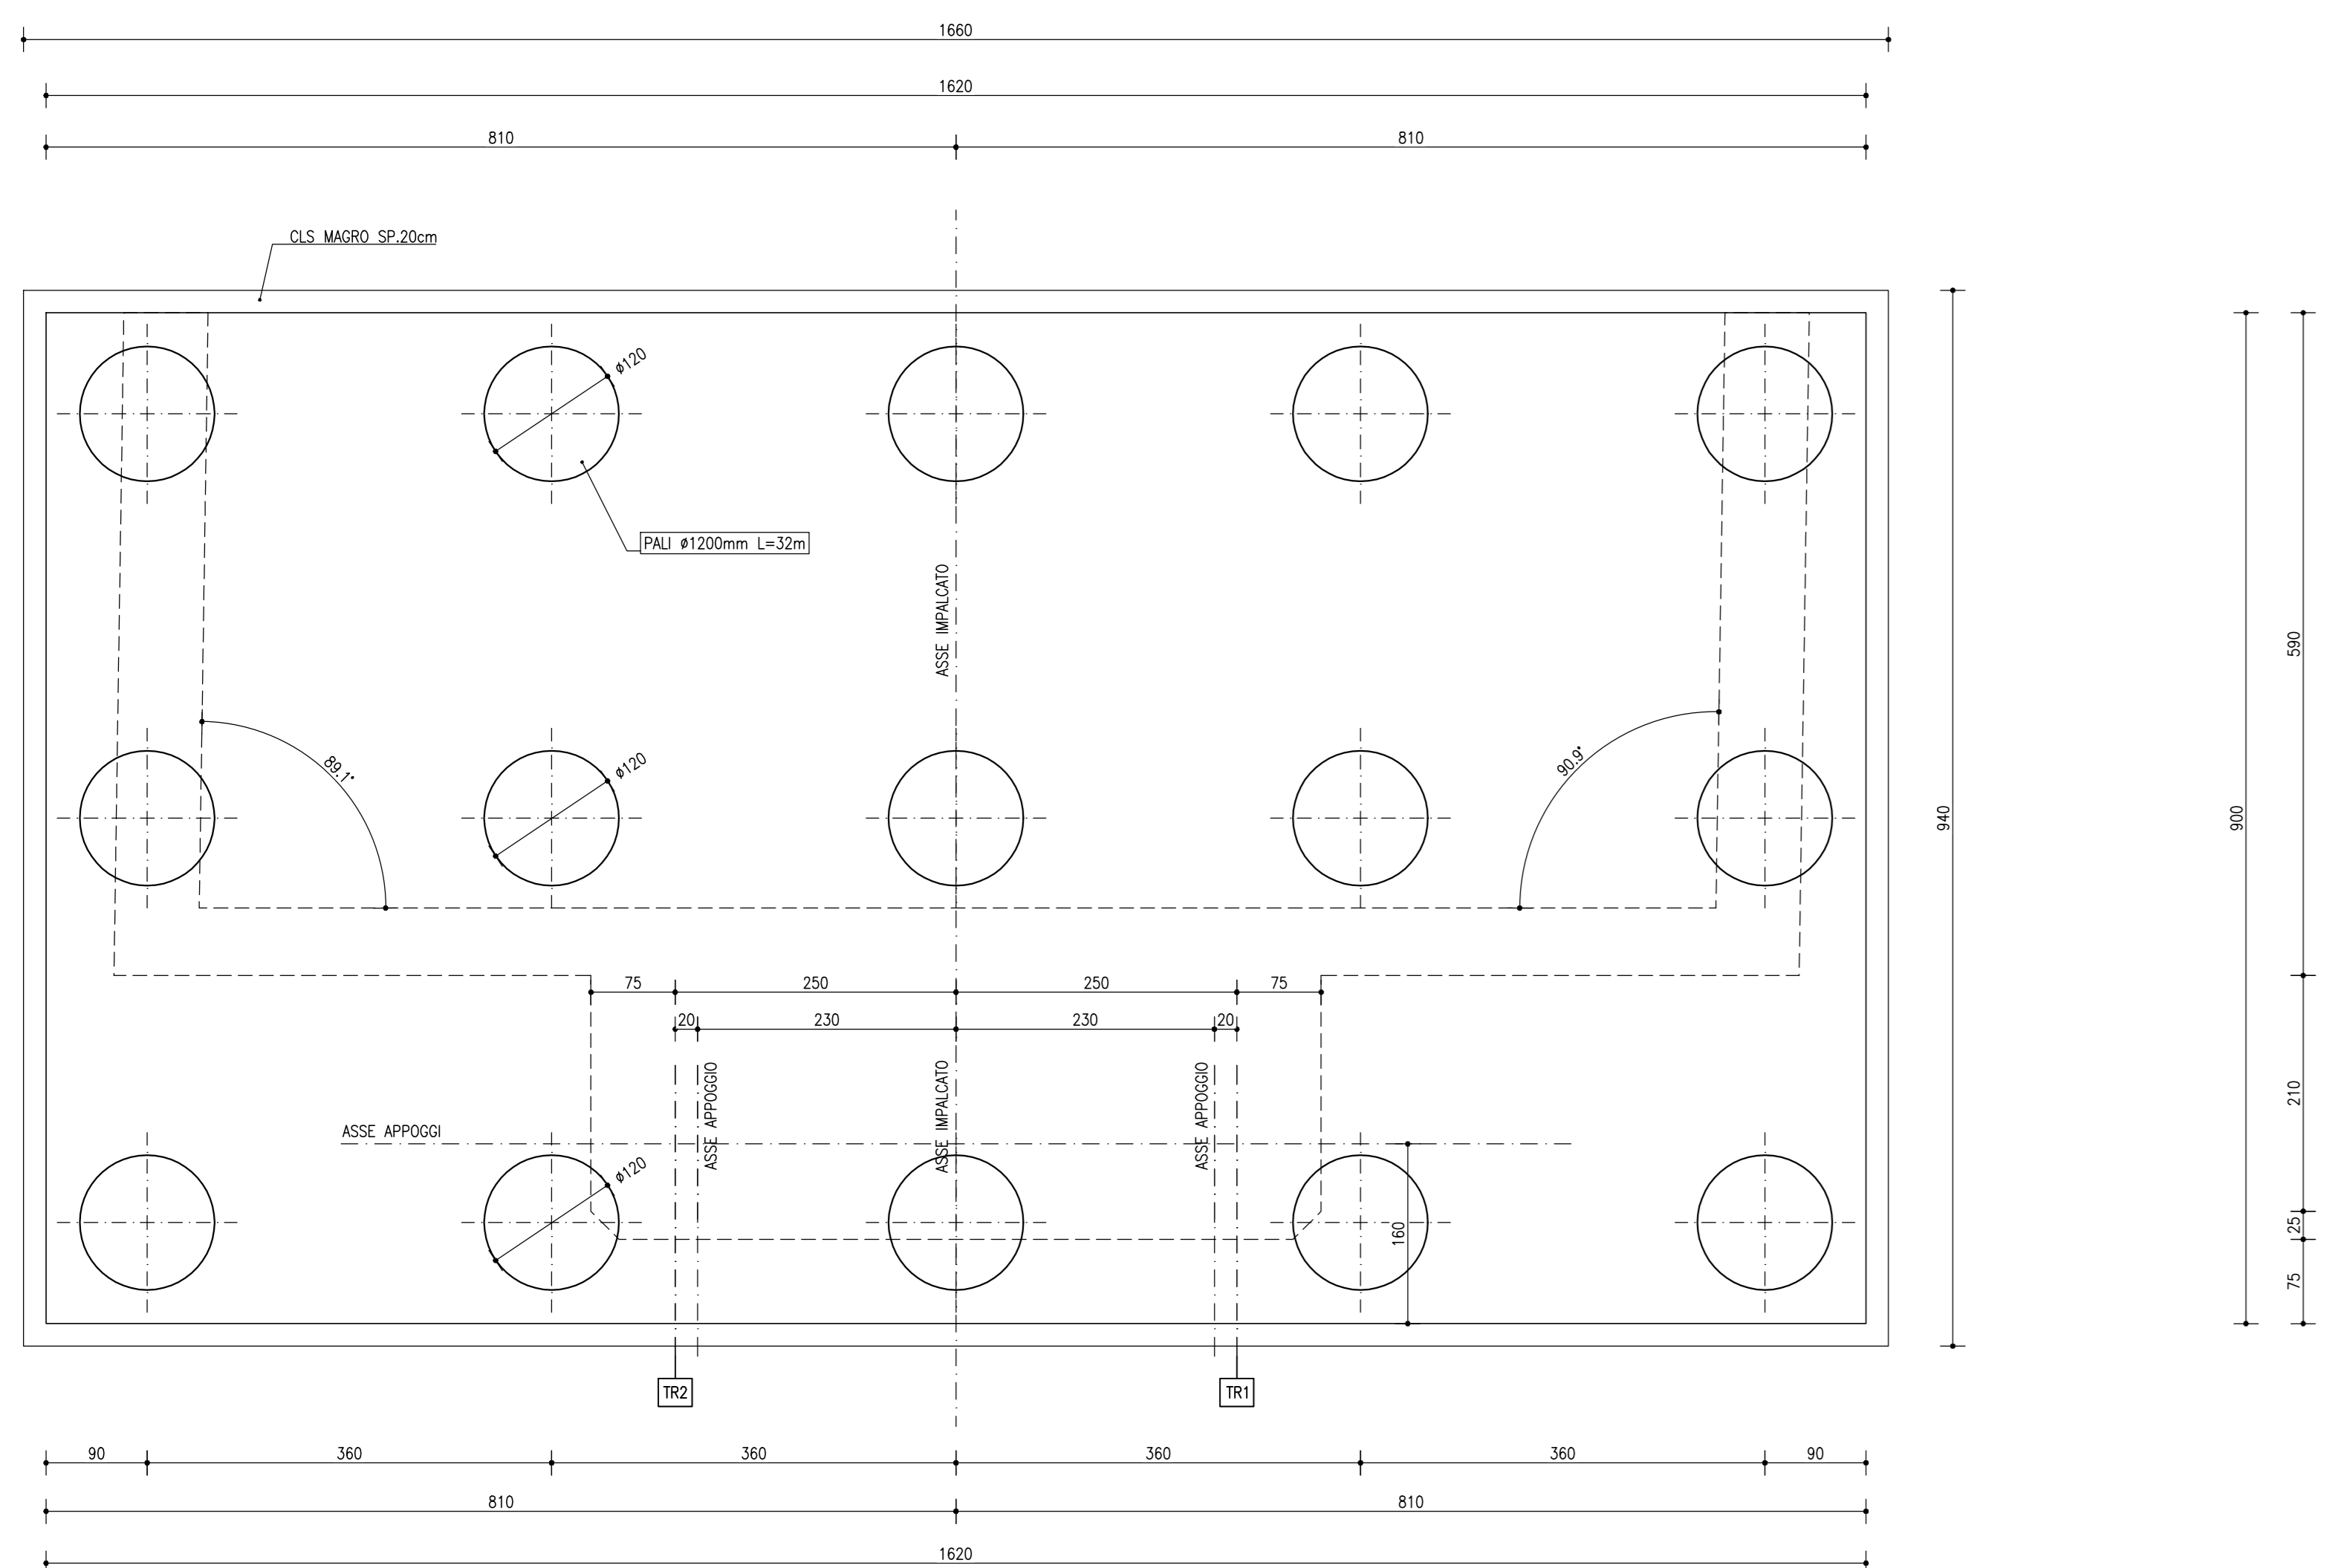 1660
1620
810 810
CLS MAGRO SP.20cm
ø120
PALI ø1200mm L=32m
ASSE IMPALCATO
590
89.1°
ø120
90.9°
940
900
75 250 250 75
20 230 230 20
ASSE APPOGGIO
ASSE IMPALCATO
ASSE APPOGGIO
210
ASSE APPOGGI
ø120
160
25
75
TR2
TR1
90 360 360 360 360 90
810 810
1620